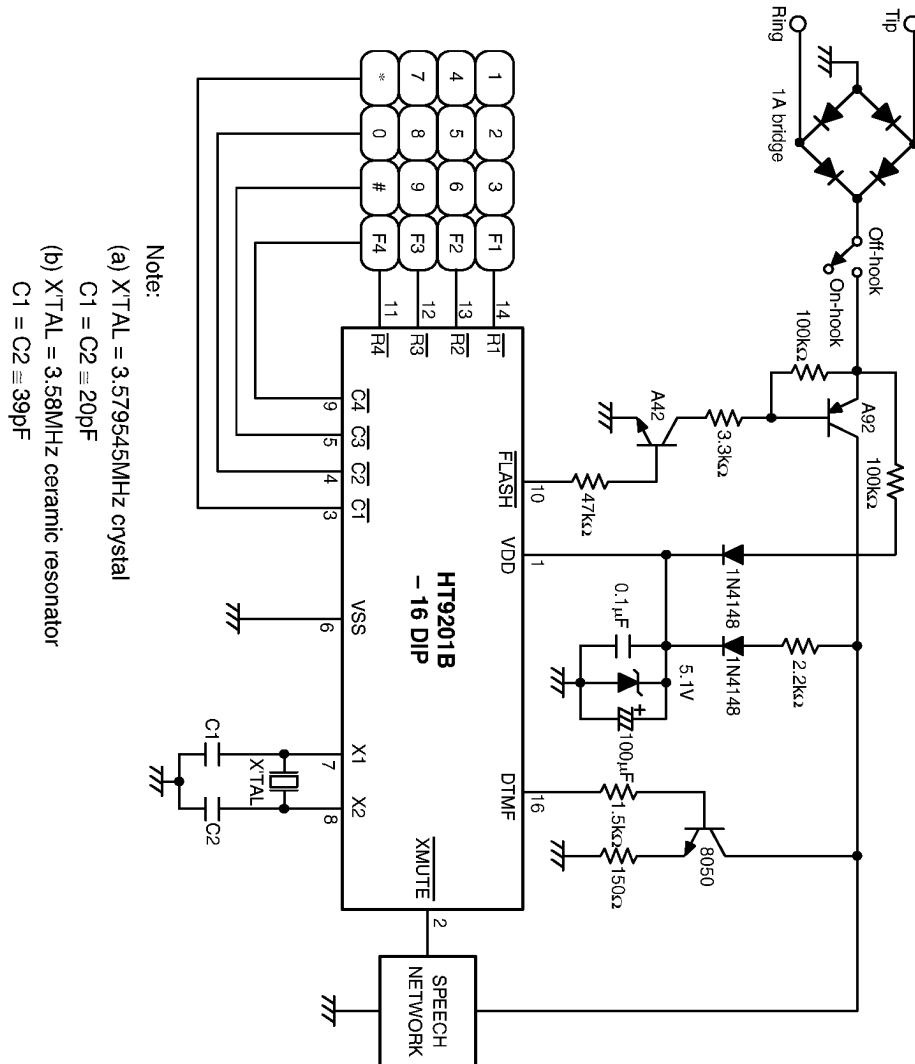 Tip
Ring
1A bridge
Off-hook
On-hook
100kΩ
A92
100kΩ
A42
3.3kΩ
47kΩ
1N4148
1N4148
2.2kΩ
0.1μF
5.1V
+
100μF
1.5kΩ
150Ω
8050
1
2
3
F1
4
5
6
F2
7
8
9
F3
*
0
#
F4
14
13
12
11
R1
R2
R3
R4
10
FLASH
1
VDD
16
DTMF
HT9201B
– 16 DIP
C4
C3
C2
C1
VSS
X1
X2
XMUTE
9
5
4
3
6
7
8
2
C1
X'TAL
C2
SPEECH
NETWORK
Note:
(a) X'TAL = 3.579545MHz crystal
C1 = C2 ≅ 20pF
(b) X'TAL = 3.58MHz ceramic resonator
C1 = C2 ≅ 39pF